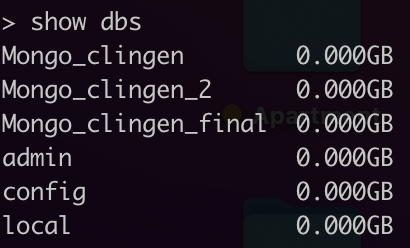 > show dbs
Mongo_clingen 0.000GB
Mongo_clingen_2 0.000GB
Mongo_clingen_final 0.000GB
admin 0.000GB
config 0.000GB
local 0.000GB
Apartment